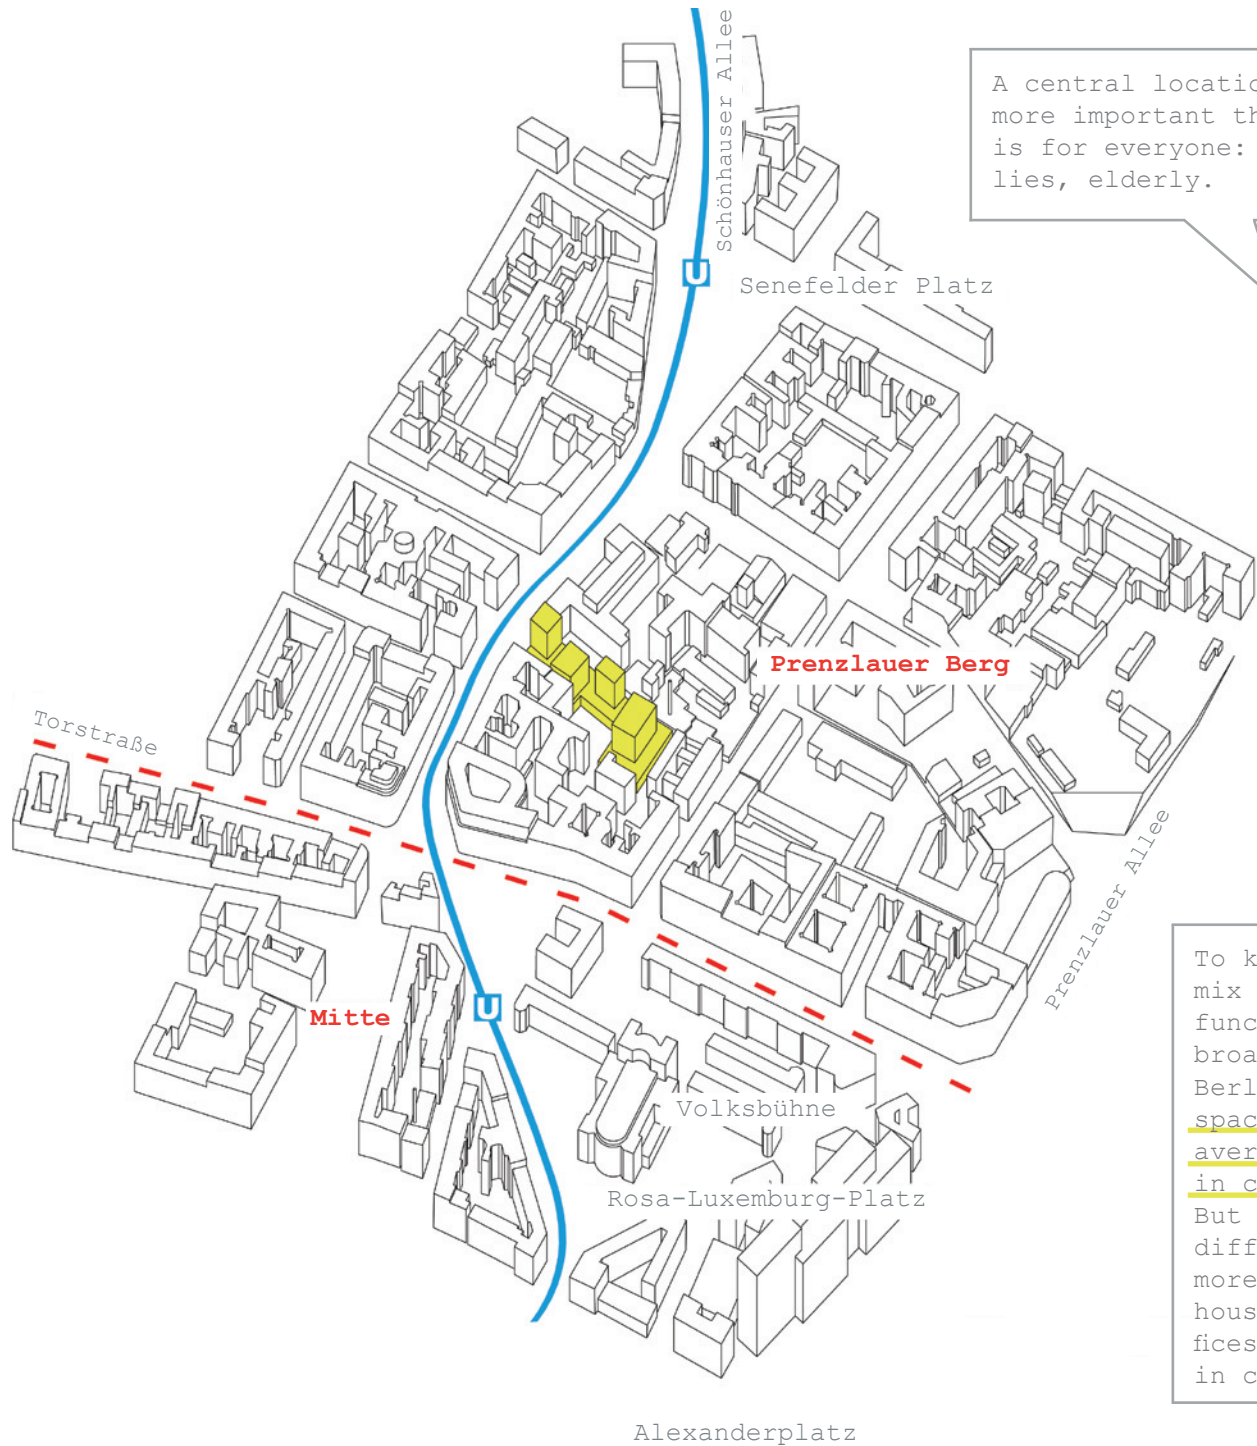 Schönhauser Allee
A central locatio
more important th
is for everyone:
lies, elderly.
U
Senefelder Platz
Prenzlauer Berg
Torstraße
Prenzlauer Allee
Mitte
U
Volksbühne
Rosa-Luxemburg-Platz
Alexanderplatz
To k
mix
func
broa
Berl
spac
aver
in c
But
diff
more
hous
fices
in c